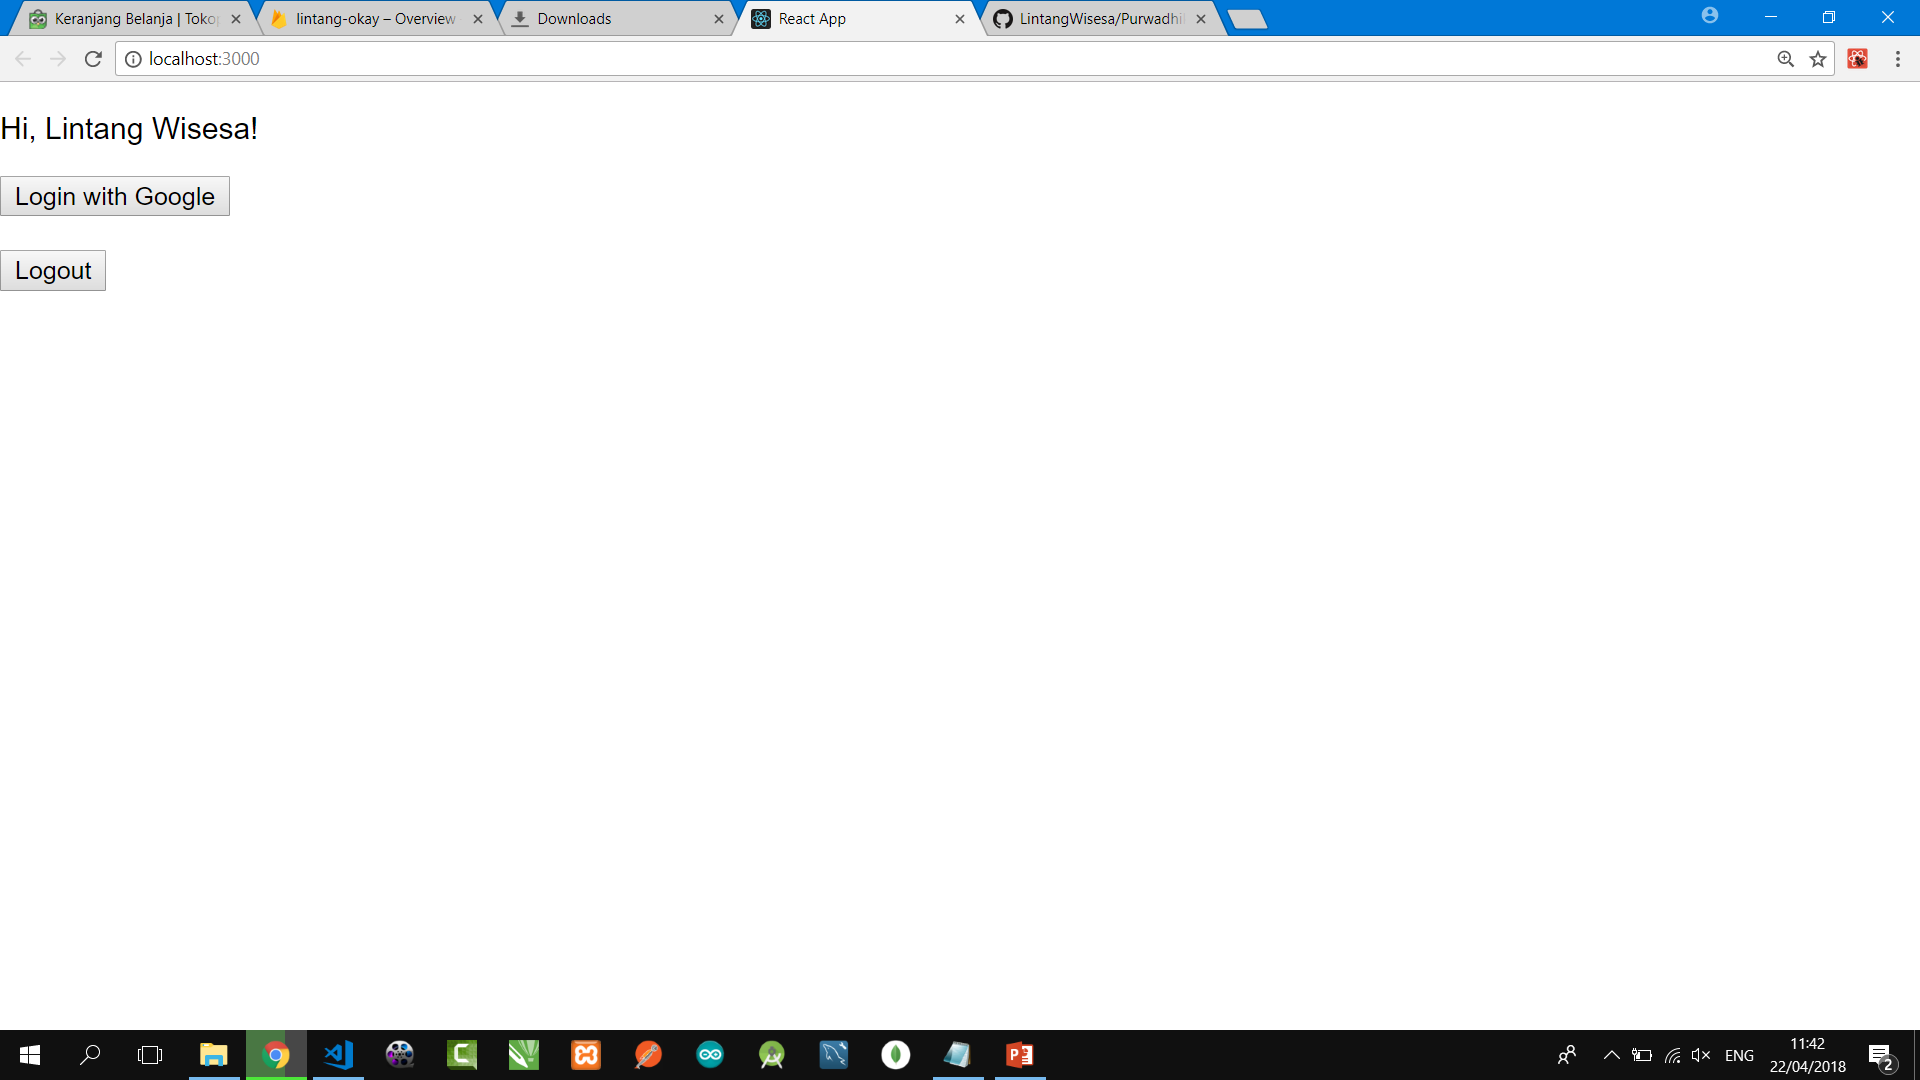 Keranjang Belanja | Tokop
lintang-okay – Overview
Downloads
React App
LintangWisesa/Purwadhi
localhost:3000
Hi, Lintang Wisesa!
Login with Google
Logout
ENG
11:42
22/04/2018
2